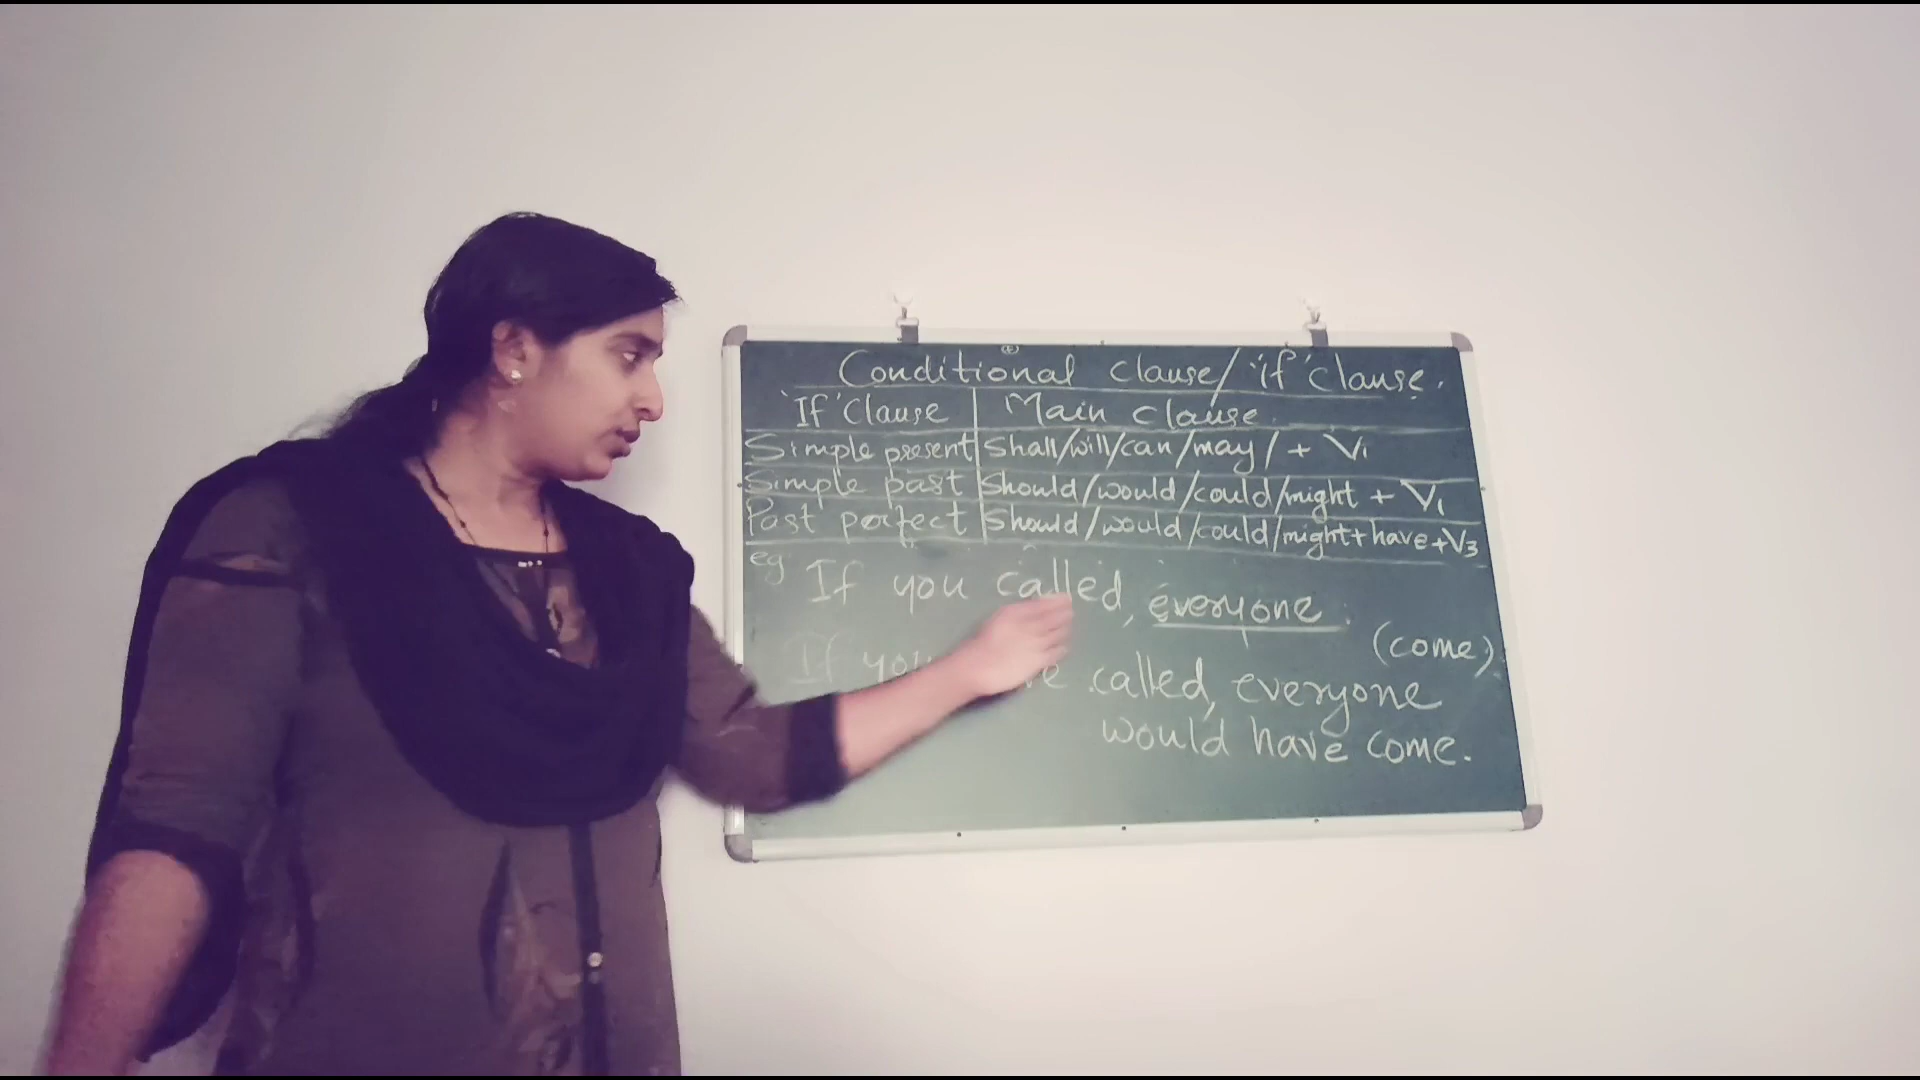 Conditional clause/'if' clause.
'If' Clause | Main clause.
Simple present | Shall/will/can/may/ + V1
Simple past | Should/would/could/might + V1
Past perfect | Should/would/could/might+have+V3
eg If you called, everyone
(come).
If you called, everyone
would have come.